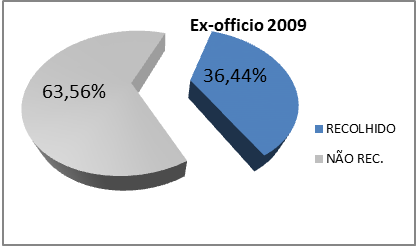 Ex-officio 2009
36,44%
63,56%
RECOLHIDO
NÃO REC.